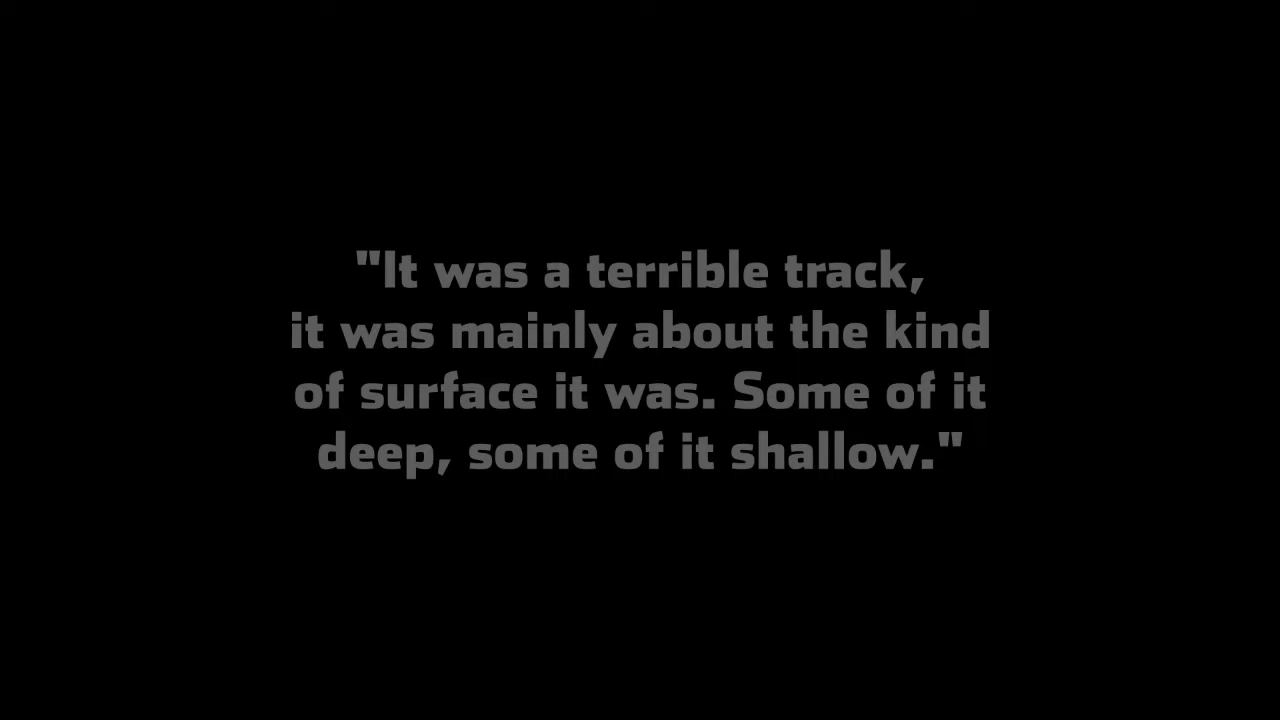 "It was a terrible track,
it was mainly about the kind
of surface it was. Some of it
deep, some of it shallow."